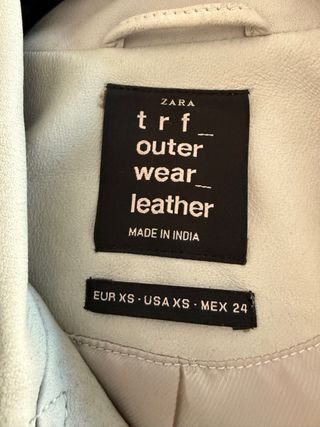 ZARA
trf_
outer
wear_
leather
MADE IN INDIA
EUR XS · USA XS · MEX 24